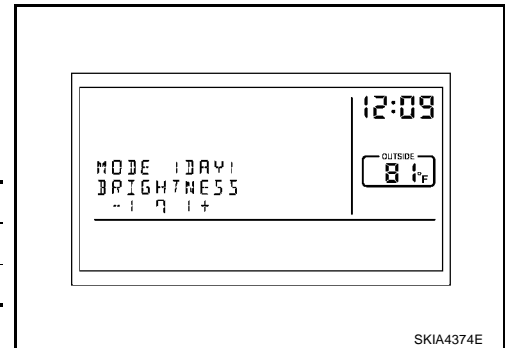 12:09
OUTSIDE
81°F
MODE |DAY|
BRIGHTNESS
-| 7 |+
SKIA4374E